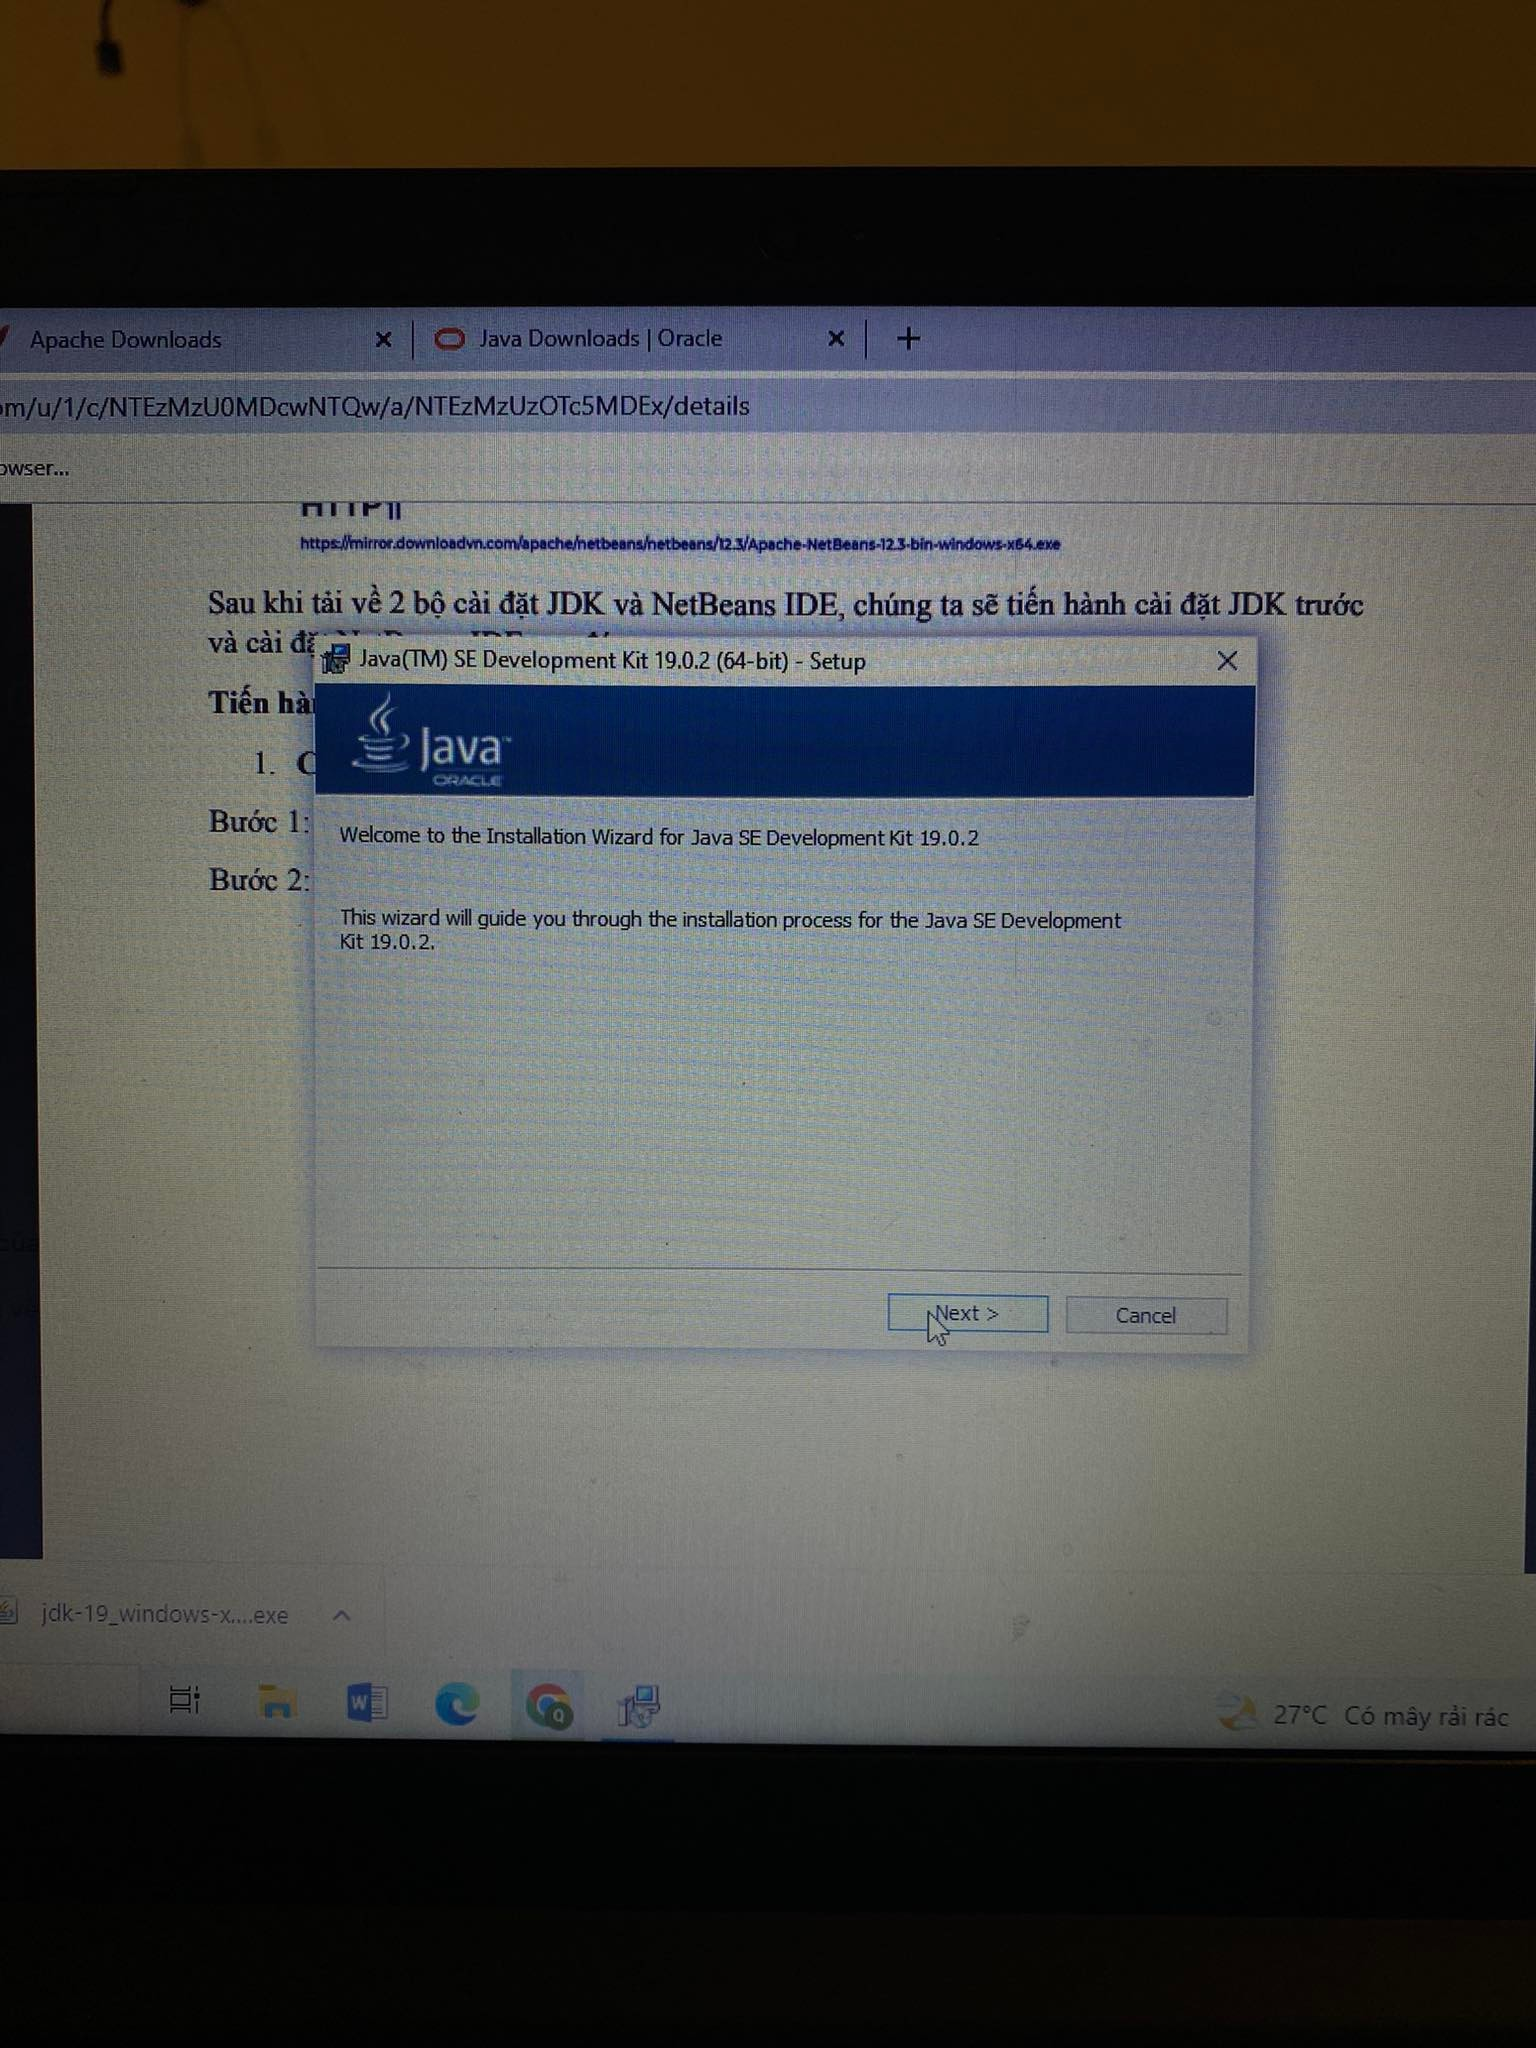 Apache Downloads
Java Downloads | Oracle
om/u/1/c/NTEzMzU0MDcwNTQw/a/NTEzMzUzOTc5MDEx/details
owser...
HTTP
https://mirror.downloadvn.com/apache/netbeans/netbeans/12.3/Apache-NetBeans-12.3-bin-windows-x64.exe
Sau khi tải về 2 bộ cài đặt JDK và NetBeans IDE, chúng ta sẽ tiến hành cài đặt JDK trước
và cài đặ
Java(TM) SE Development Kit 19.0.2 (64-bit) - Setup
Tiến hà
Java™
ORACLE
1. C
Bước 1:
Welcome to the Installation Wizard for Java SE Development Kit 19.0.2
Bước 2:
This wizard will guide you through the installation process for the Java SE Development
Kit 19.0.2.
Next >
Cancel
jdk-19_windows-x....exe
27°C Có mây rải rác